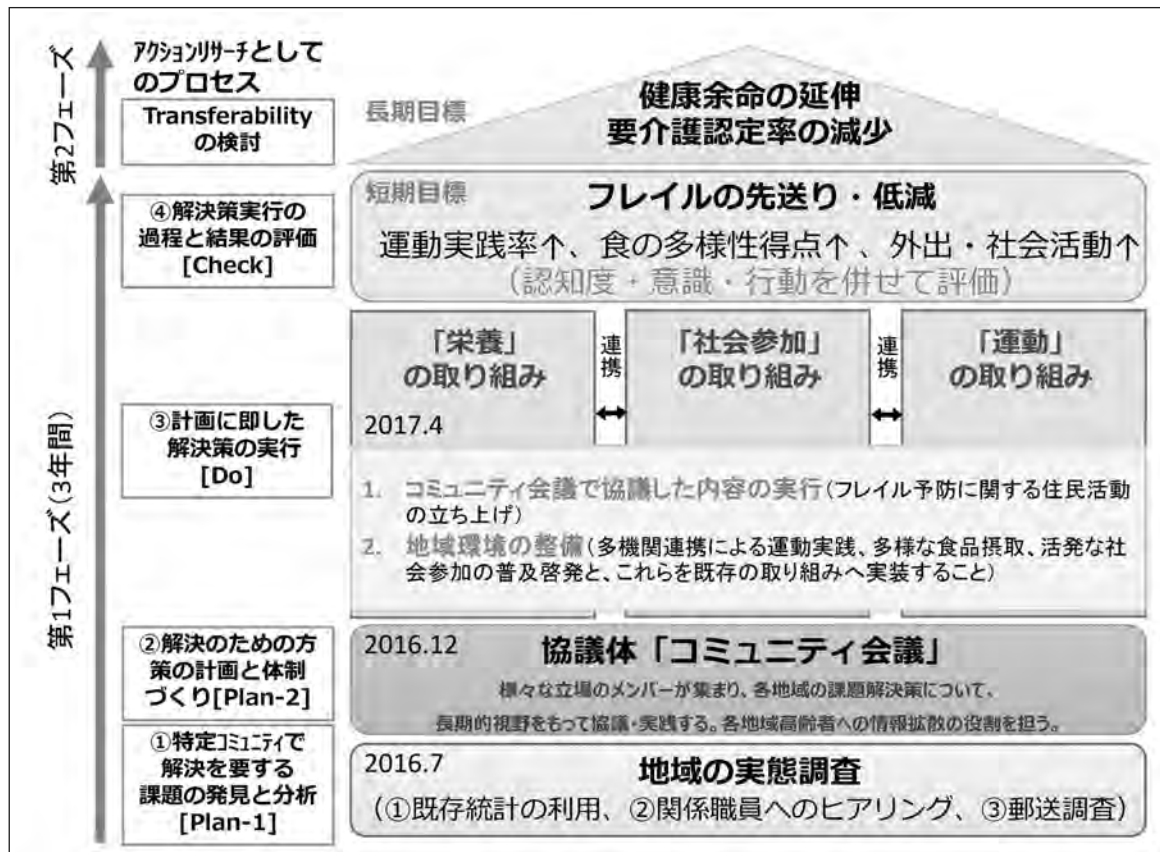 第2フェーズ
ｱｸｼｮﾝﾘｻｰﾁとして
のプロセス
Transferability
の検討
長期目標
健康余命の延伸
要介護認定率の減少
第1フェーズ(3年間)
④解決策実行の
過程と結果の評価
[Check]
短期目標
フレイルの先送り・低減
運動実践率↑、食の多様性得点↑、外出・社会活動↑
（認知度・意識・行動を併せて評価）
③計画に即した
解決策の実行
[Do]
「栄養」
の取り組み
連携
「社会参加」
の取り組み
連携
「運動」
の取り組み
2017.4
1. コミュニティ会議で協議した内容の実行(フレイル予防に関する住民活動
の立ち上げ)
2. 地域環境の整備(多機関連携による運動実践、多様な食品摂取、活発な社
会参加の普及啓発と、これらを既存の取り組みへ実装すること)
②解決のための方
策の計画と体制
づくり[Plan-2]
2016.12
協議体「コミュニティ会議」
様々な立場のメンバーが集まり、各地域の課題解決策について、
長期的視野をもって協議・実践する。各地域高齢者への情報拡散の役割を担う。
①特定ｺﾐｭﾆﾃｨで
解決を要する
課題の発見と分析
[Plan-1]
2016.7
地域の実態調査
（①既存統計の利用、②関係職員へのヒアリング、③郵送調査）